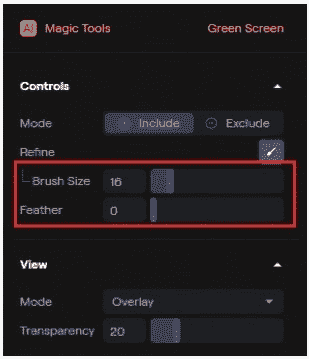 AI Magic Tools Green Screen
Controls
Mode Include Exclude
Refine
Brush Size 16
Feather 0
View
Mode Overlay
Transparency 20